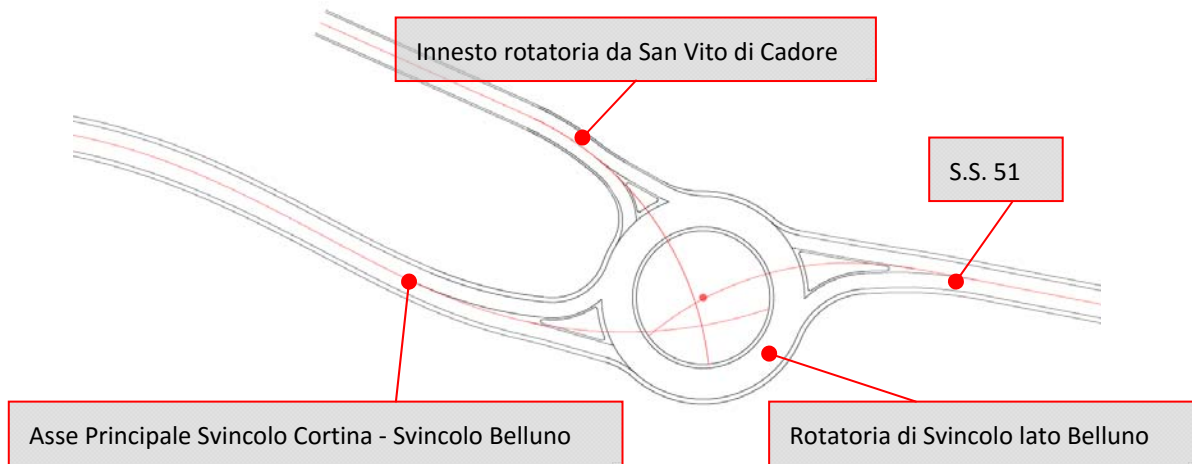 Innesto rotatoria da San Vito di Cadore
S.S. 51
Asse Principale Svincolo Cortina - Svincolo Belluno
Rotatoria di Svincolo lato Belluno